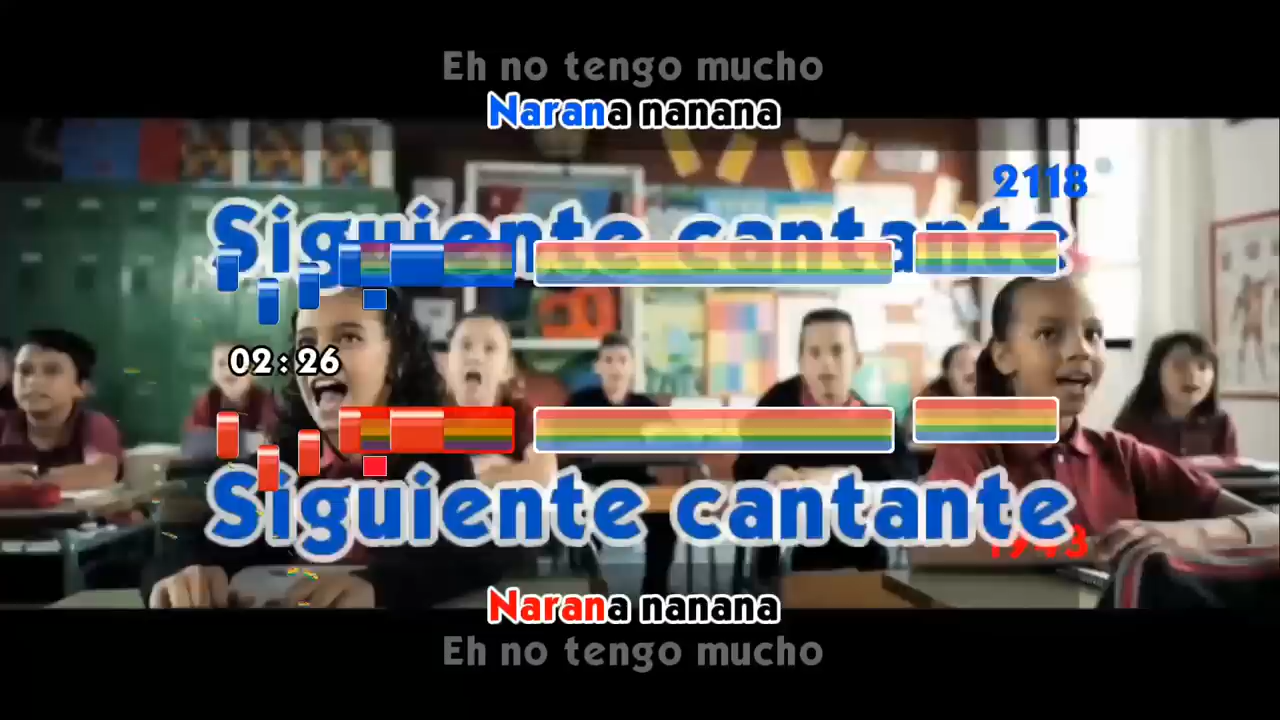 Eh no tengo mucho
Narana nanana
2118
Siguiente cantante
02:26
Siguiente cantante
1943
Narana nanana
Eh no tengo mucho